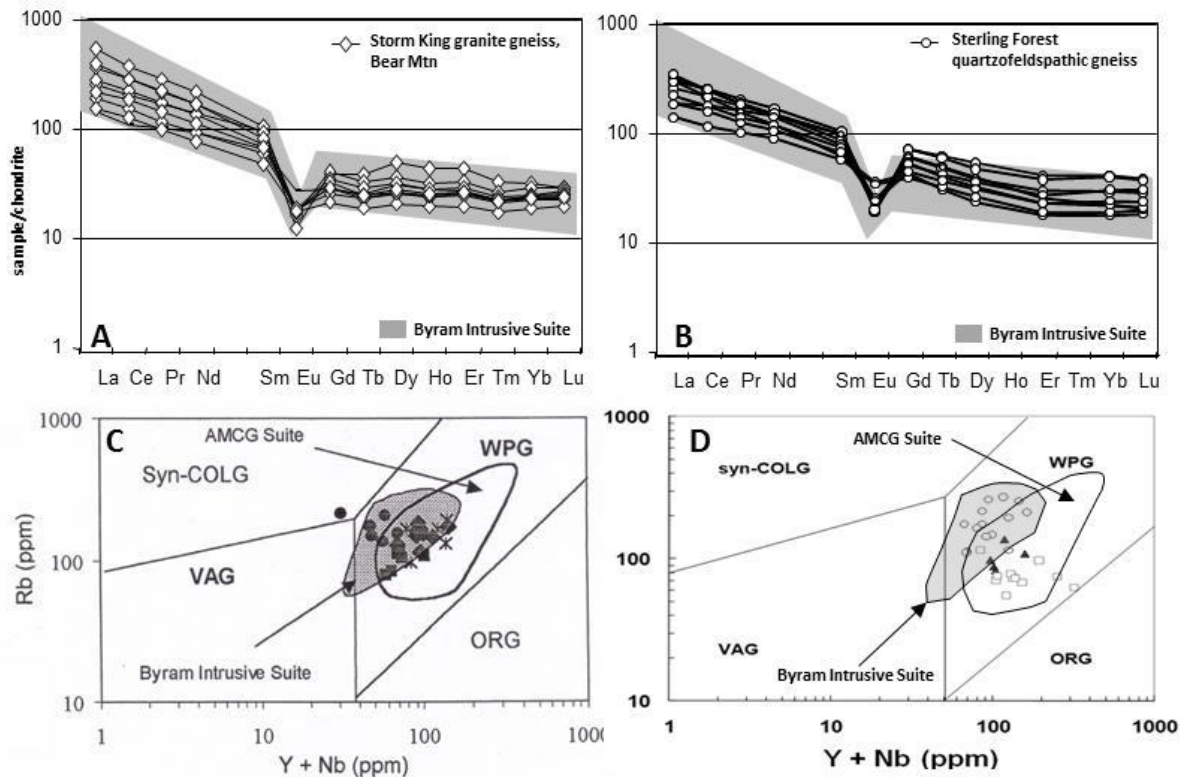 1000
100
10
1
sample/chondrite
Storm King granite gneiss,
Bear Mtn
A
Byram Intrusive Suite
La Ce Pr Nd Sm Eu Gd Tb Dy Ho Er Tm Yb Lu
1000
100
10
1
Sterling Forest
quartzofeldspathic gneiss
B
Byram Intrusive Suite
La Ce Pr Nd Sm Eu Gd Tb Dy Ho Er Tm Yb Lu
1000
100
10
Rb (ppm)
C
AMCG Suite
WPG
Syn-COLG
VAG
ORG
Byram Intrusive Suite
1 10 100 1000
Y + Nb (ppm)
1000
100
10
D
AMCG Suite
WPG
syn-COLG
VAG
ORG
Byram Intrusive Suite
1 10 100 1000
Y + Nb (ppm)